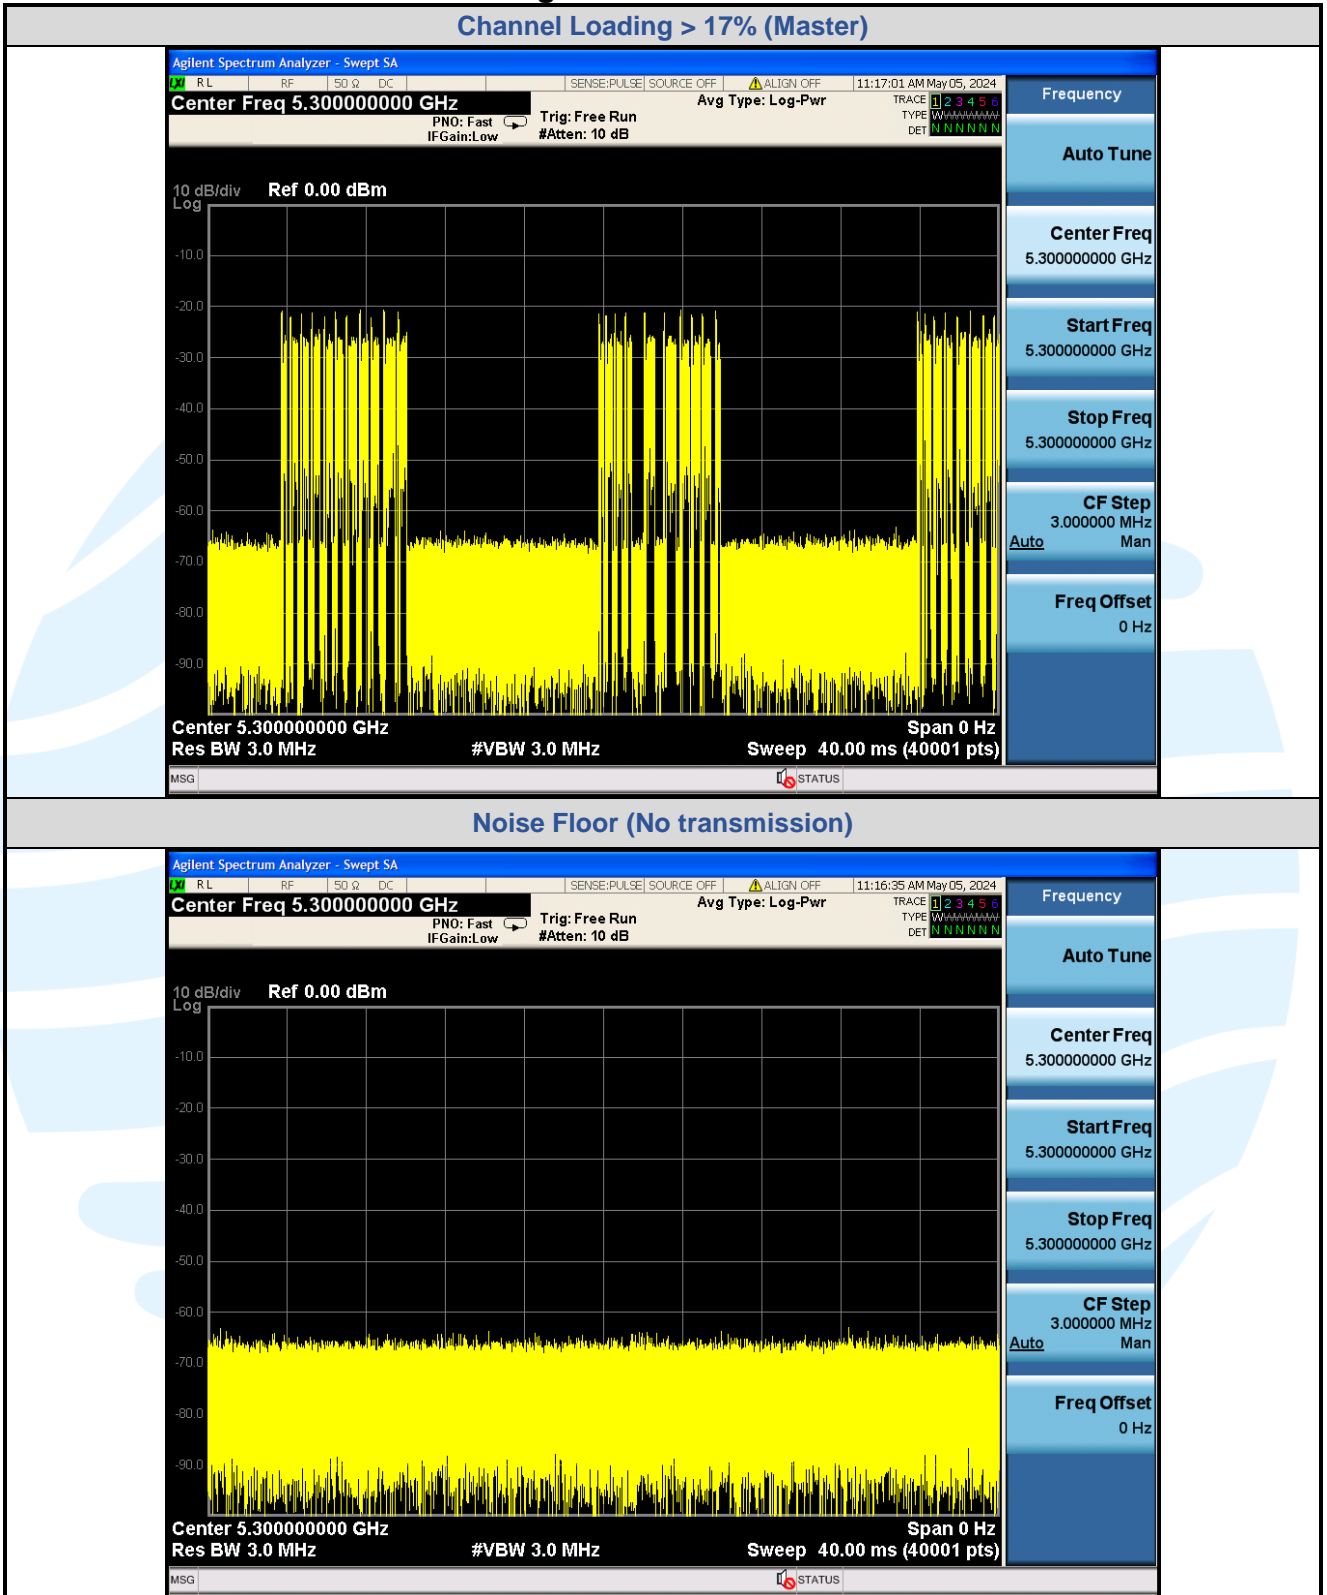 Channel Loading > 17% (Master)
Agilent Spectrum Analyzer - Swept SA
LXI RL RF 50 Ω DC SENSE:PULSE SOURCE OFF ALIGN OFF 11:17:01 AM May 05, 2024
Center Freq 5.300000000 GHz Avg Type: Log-Pwr TRACE 1 2 3 4 5 6
PNO: Fast Trig: Free Run TYPE WWWWWW
IFGain:Low #Atten: 10 dB DET N N N N N N
Frequency
Auto Tune
10 dB/div Ref 0.00 dBm
Log
-10.0
-20.0
-30.0
-40.0
-50.0
-60.0
-70.0
-80.0
-90.0
Center Freq
5.300000000 GHz
Start Freq
5.300000000 GHz
Stop Freq
5.300000000 GHz
CF Step
3.000000 MHz
Auto Man
Freq Offset
0 Hz
Center 5.300000000 GHz Span 0 Hz
Res BW 3.0 MHz #VBW 3.0 MHz Sweep 40.00 ms (40001 pts)
MSG STATUS
Noise Floor (No transmission)
Agilent Spectrum Analyzer - Swept SA
LXI RL RF 50 Ω DC SENSE:PULSE SOURCE OFF ALIGN OFF 11:16:35 AM May 05, 2024
Center Freq 5.300000000 GHz Avg Type: Log-Pwr TRACE 1 2 3 4 5 6
PNO: Fast Trig: Free Run TYPE WWWWWW
IFGain:Low #Atten: 10 dB DET N N N N N N
Frequency
Auto Tune
10 dB/div Ref 0.00 dBm
Log
-10.0
-20.0
-30.0
-40.0
-50.0
-60.0
-70.0
-80.0
-90.0
Center Freq
5.300000000 GHz
Start Freq
5.300000000 GHz
Stop Freq
5.300000000 GHz
CF Step
3.000000 MHz
Auto Man
Freq Offset
0 Hz
Center 5.300000000 GHz Span 0 Hz
Res BW 3.0 MHz #VBW 3.0 MHz Sweep 40.00 ms (40001 pts)
MSG STATUS